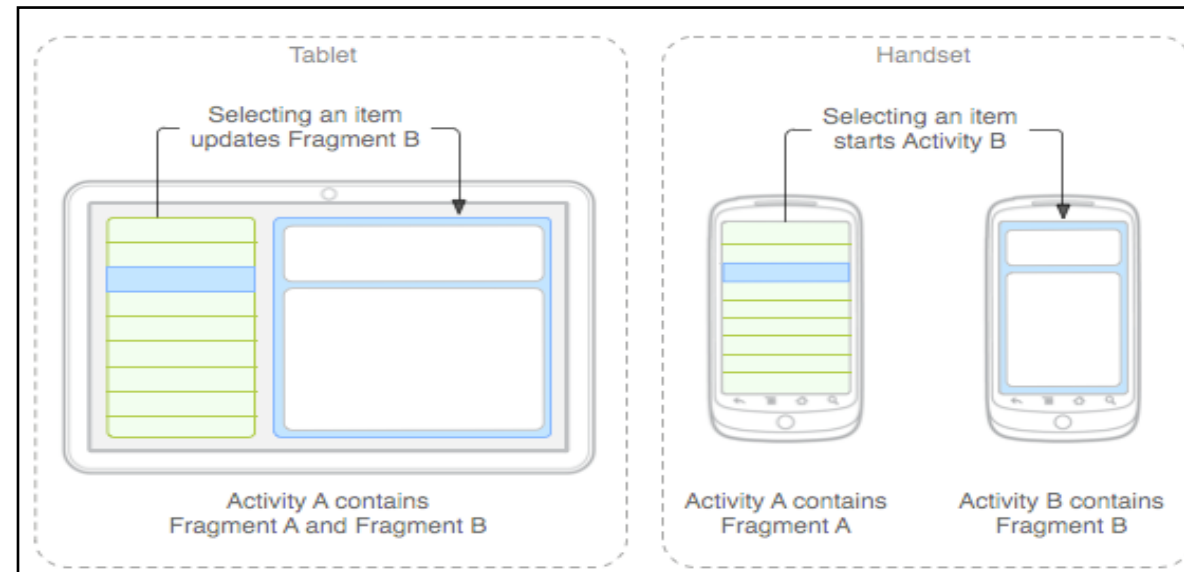 Tablet
Selecting an item
updates Fragment B
Activity A contains
Fragment A and Fragment B
Handset
Selecting an item
starts Activity B
Activity A contains
Fragment A
Activity B contains
Fragment B